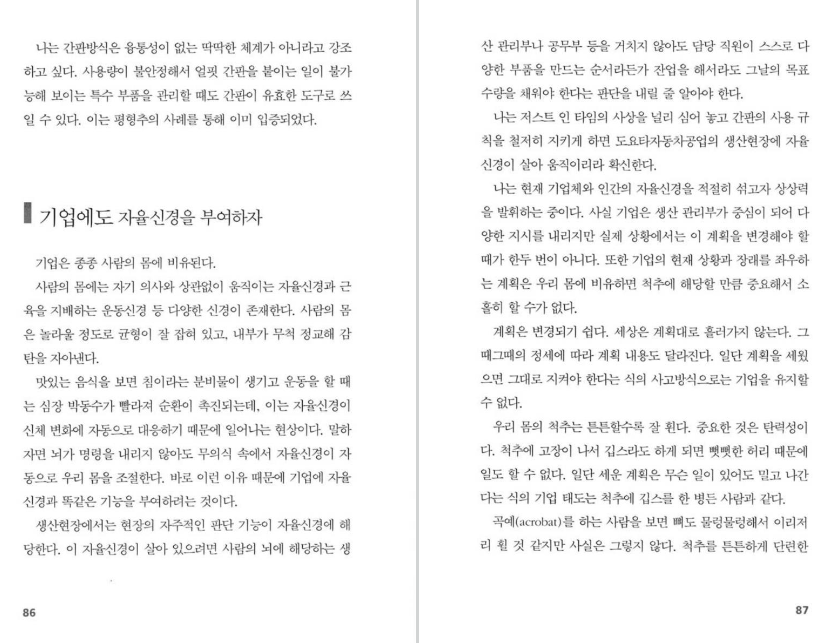 나는 간판방식은 융통성이 없는 딱딱한 체계가 아니라고 강조
하고 싶다. 사용량이 불안정해서 얼핏 간판을 붙이는 일이 불가
능해 보이는 특수 부품을 관리할 때도 간판이 유효한 도구로 쓰
일 수 있다. 이는 평형추의 사례를 통해 이미 입증되었다.
기업에도 자율신경을 부여하자
기업은 종종 사람의 몸에 비유된다.
사람의 몸에는 자기 의사와 상관없이 움직이는 자율신경과 근
육을 지배하는 운동신경 등 다양한 신경이 존재한다. 사람의 몸
은 놀라울 정도로 균형이 잘 잡혀 있고, 내부가 무척 정교해 감
탄을 자아낸다.
맛있는 음식을 보면 침이라는 분비물이 생기고 운동을 할 때
는 심장 박동수가 빨라져 순환이 촉진되는데, 이는 자율신경이
신체 변화에 자동으로 대응하기 때문에 일어나는 현상이다. 말하
자면 뇌가 명령을 내리지 않아도 무의식 속에서 자율신경이 자
동으로 우리 몸을 조절한다. 바로 이런 이유 때문에 기업에 자율
신경과 똑같은 기능을 부여하려는 것이다.
생산현장에서는 현장의 자주적인 판단 기능이 자율신경에 해
당한다. 이 자율신경이 살아 있으려면 사람의 뇌에 해당하는 생
86
산 관리부나 공무부 등을 거치지 않아도 담당 직원이 스스로 다
양한 부품을 만드는 순서라든가 잔업을 해서라도 그날의 목표
수량을 채워야 한다는 판단을 내릴 줄 알아야 한다.
나는 저스트 인 타임의 사상을 널리 심어 놓고 간판의 사용 규
칙을 철저히 지키게 하면 도요타자동차공업의 생산현장에 자율
신경이 살아 움직이리라 확신한다.
나는 현재 기업체와 인간의 자율신경을 적절히 섞고자 상상력
을 발휘하는 중이다. 사실 기업은 생산 관리부가 중심이 되어 다
양한 지시를 내리지만 실제 상황에서는 이 계획을 변경해야 할
때가 한두 번이 아니다. 또한 기업의 현재 상황과 장래를 좌우하
는 계획은 우리 몸에 비유하면 척추에 해당할 만큼 중요해서 소
홀히 할 수가 없다.
계획은 변경되기 쉽다. 세상은 계획대로 흘러가지 않는다. 그
때그때의 정세에 따라 계획 내용도 달라진다. 일단 계획을 세웠
으면 그대로 지켜야 한다는 식의 사고방식으로는 기업을 유지할
수 없다.
우리 몸의 척추는 튼튼할수록 잘 휜다. 중요한 것은 탄력성이
다. 척추에 고장이 나서 깁스라도 하게 되면 뻣뻣한 허리 때문에
일도 할 수 없다. 일단 세운 계획은 무슨 일이 있어도 밀고 나간
다는 식의 기업 태도는 척추에 깁스를 한 병든 사람과 같다.
곡예(acrobat)를 하는 사람을 보면 뼈도 물렁물렁해서 이리저
리 휠 것 같지만 사실은 그렇지 않다. 척추를 튼튼하게 단련한
87